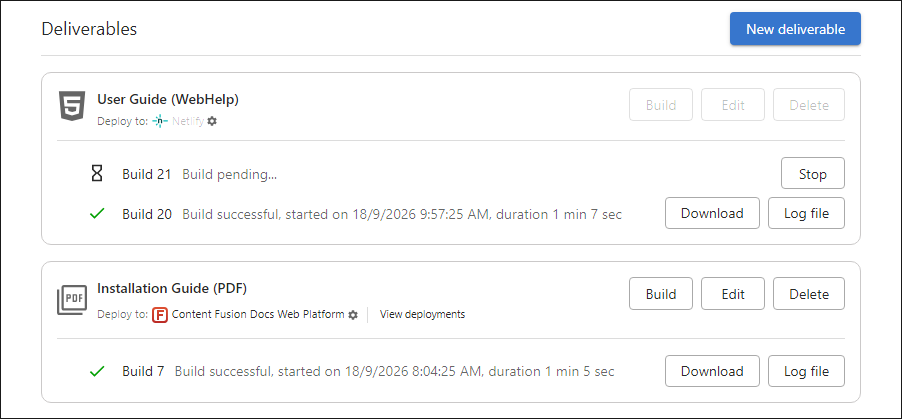 Deliverables
New deliverable
User Guide (WebHelp)
Build
Edit
Delete
Deploy to: Netlify
Build 21 Build pending...
Stop
Build 20 Build successful, started on 18/9/2026 9:57:25 AM, duration 1 min 7 sec
Download
Log file
PDF
Installation Guide (PDF)
Build
Edit
Delete
Deploy to: F Content Fusion Docs Web Platform
View deployments
Build 7 Build successful, started on 18/9/2026 8:04:25 AM, duration 1 min 5 sec
Download
Log file